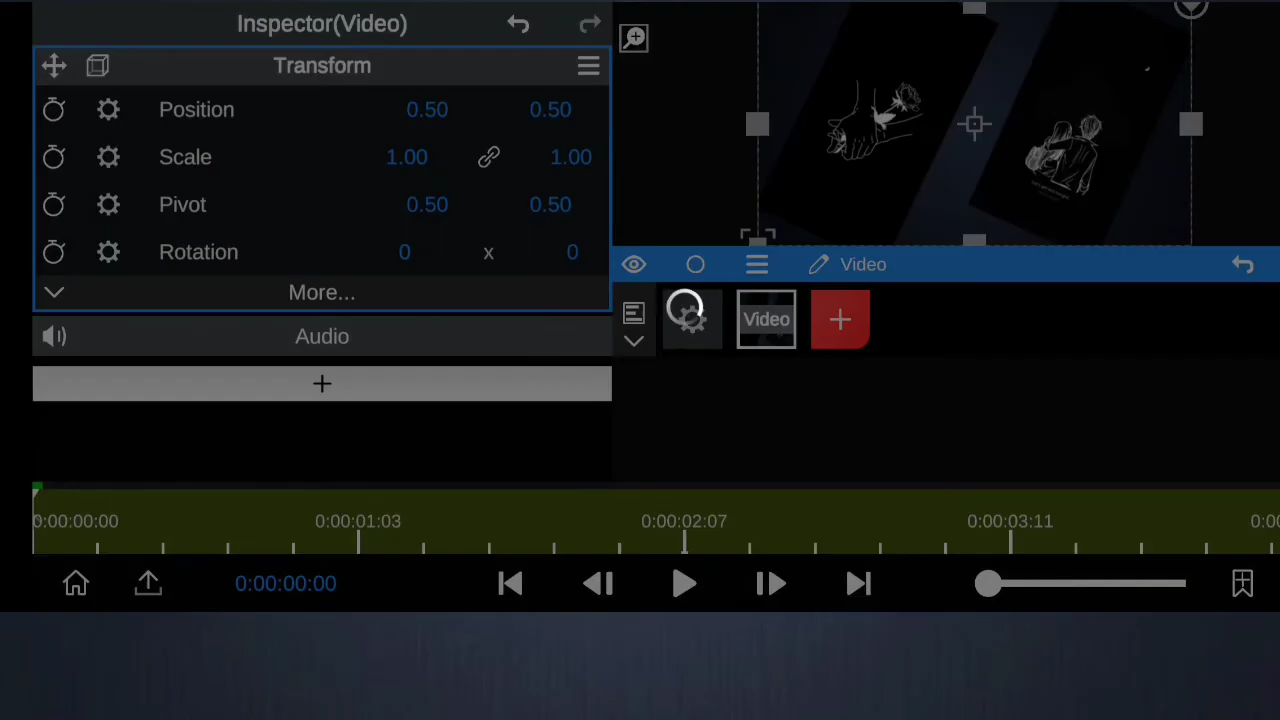 Inspector(Video)
Transform
Position 0.50 0.50
Scale 1.00 1.00
Pivot 0.50 0.50
Rotation 0 x 0
More...
Audio
+
Video
Video
+
0:00:00:00 0:00:01:03 0:00:02:07 0:00:03:11 0:00
0:00:00:00